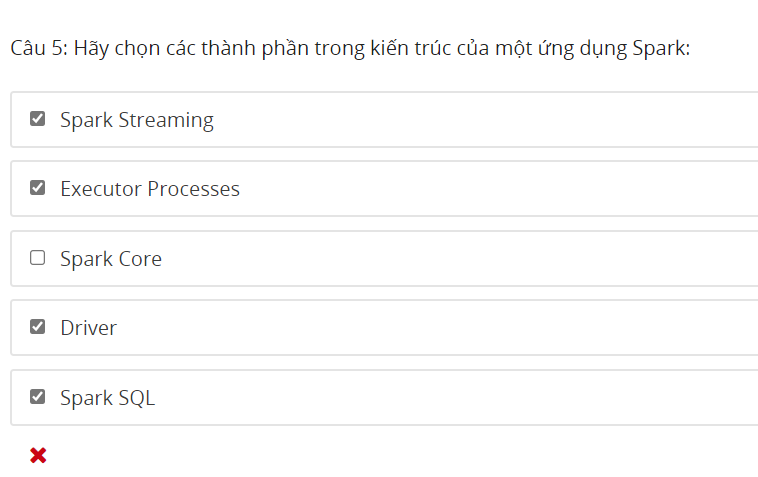 Câu 5: Hãy chọn các thành phần trong kiến trúc của một ứng dụng Spark:
Spark Streaming
Executor Processes
Spark Core
Driver
Spark SQL